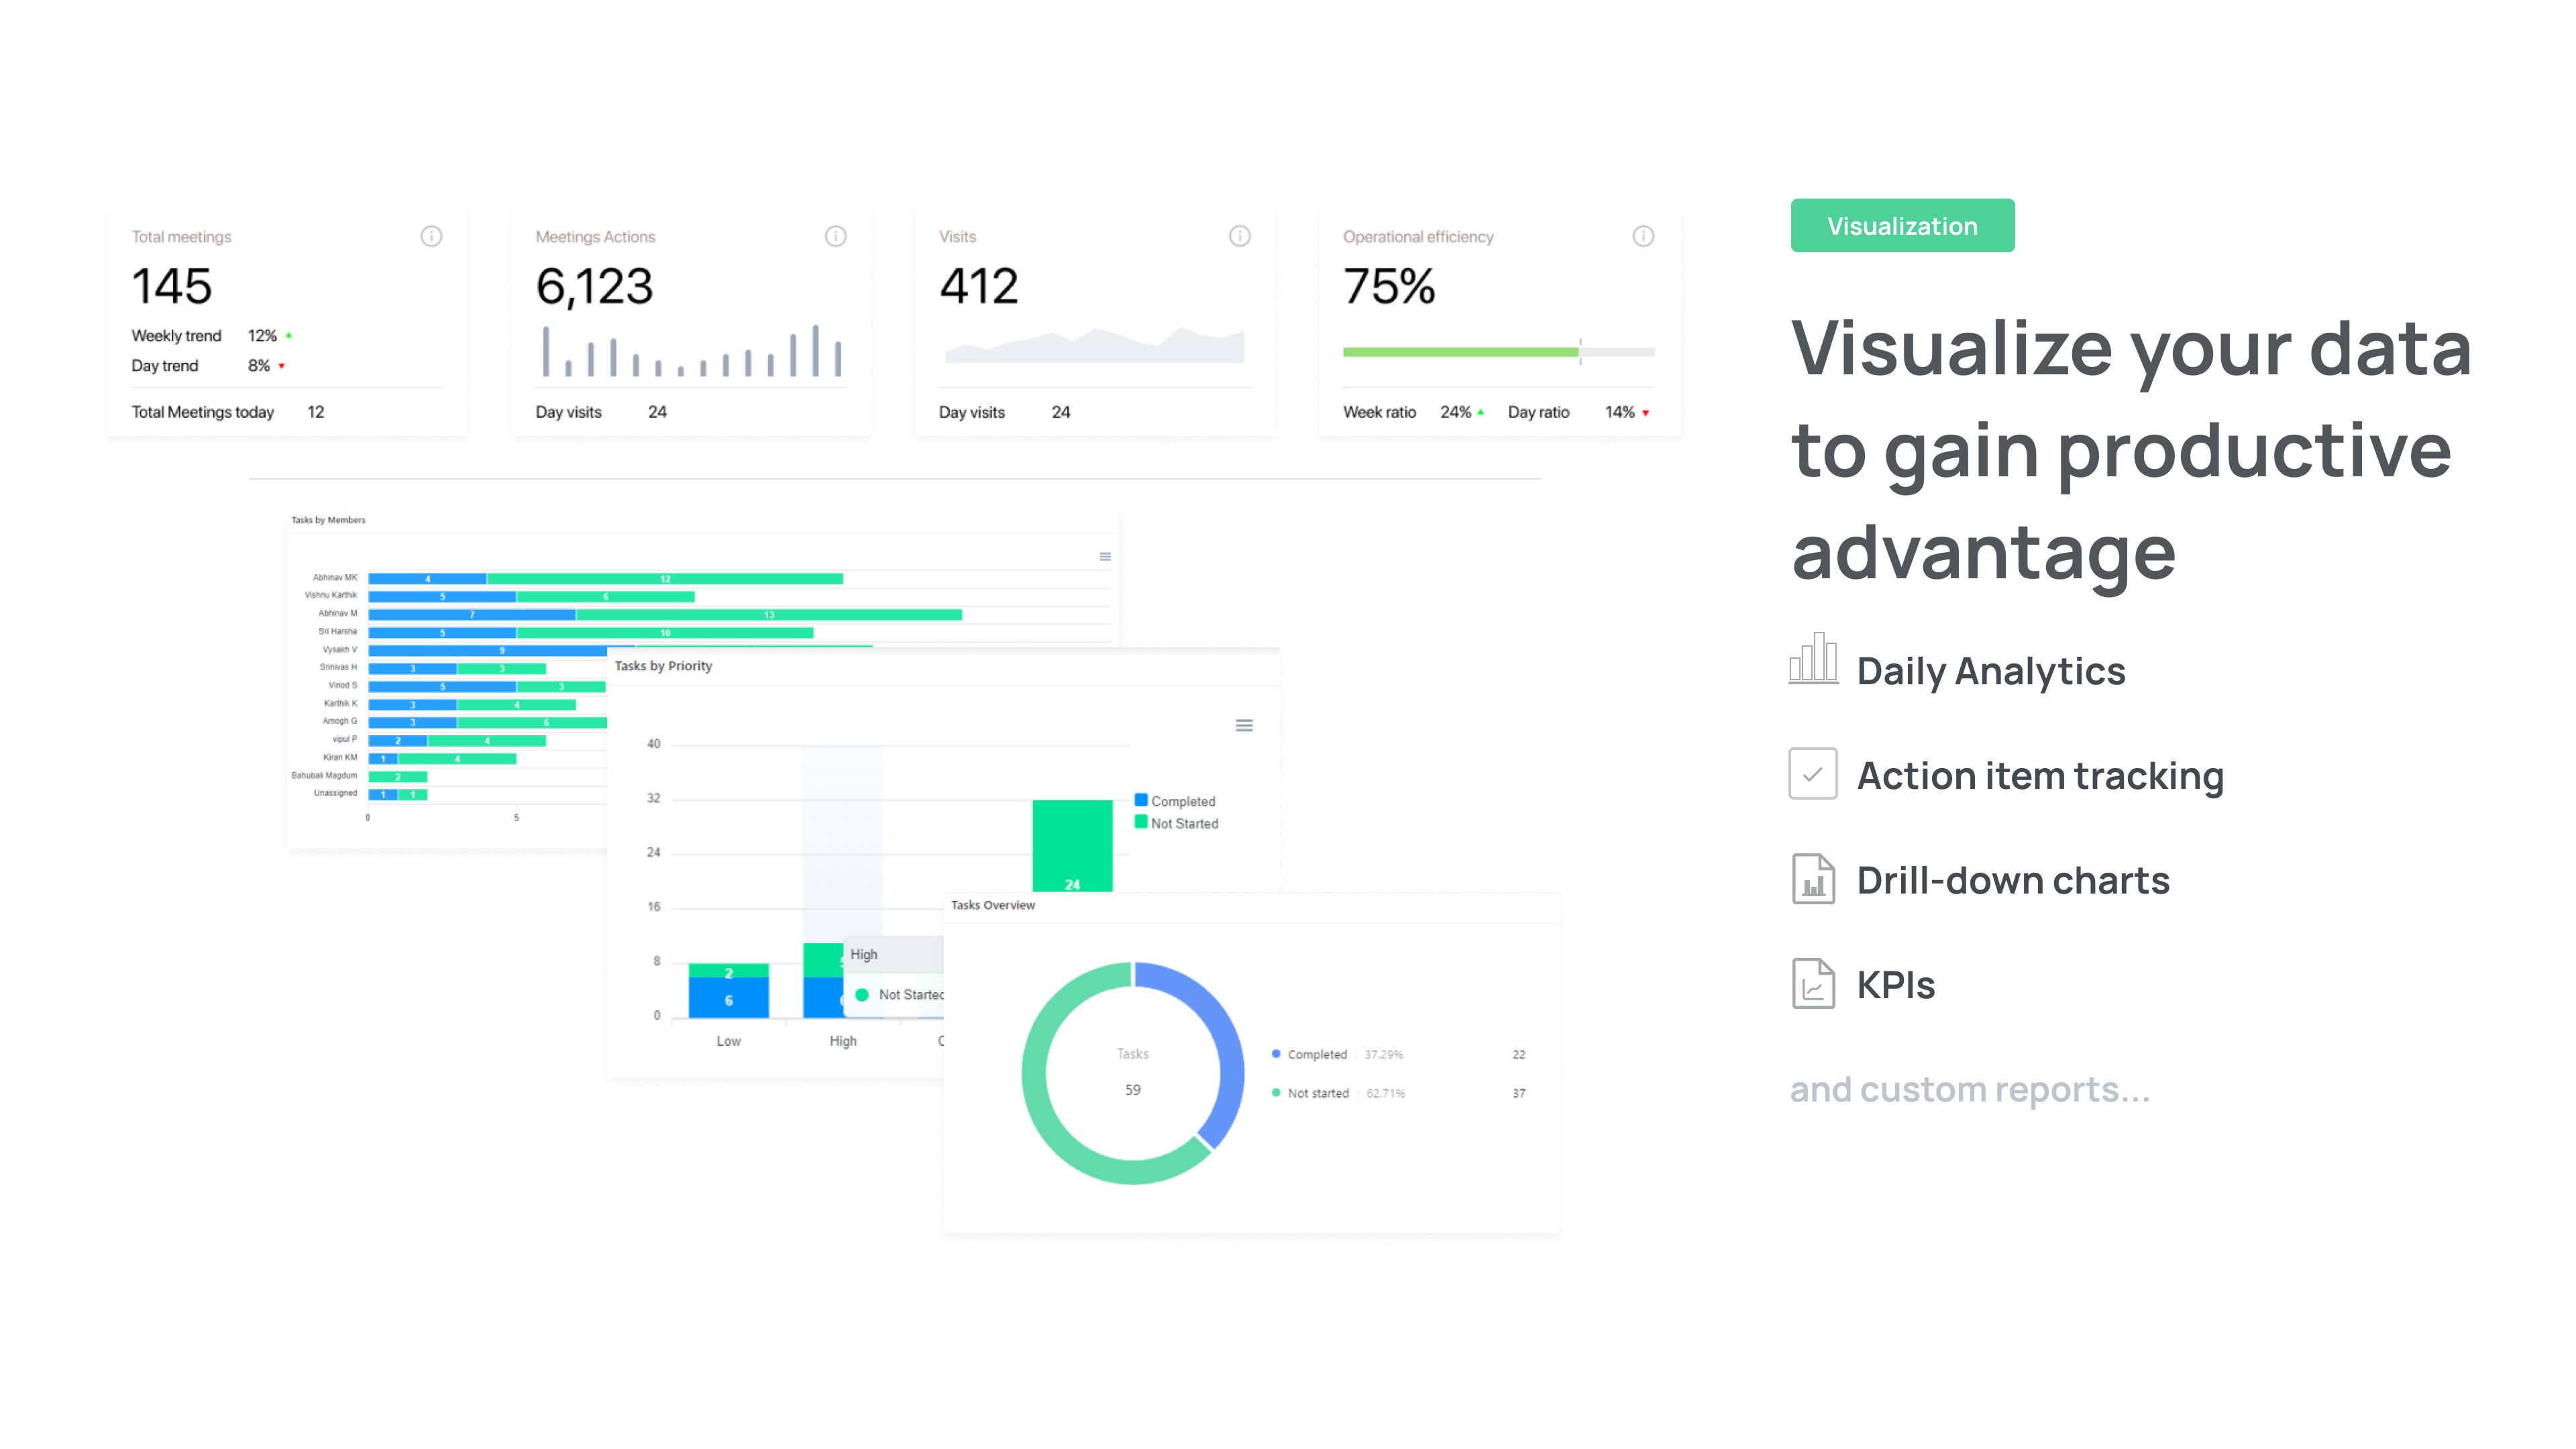 Total meetings
145
Weekly trend 12%
Day trend 8%
Total Meetings today 12
Meetings Actions
6,123
Day visits 24
Visits
412
Day visits 24
Operational efficiency
75%
Week ratio 24% Day ratio 14%
Tasks by Members
Abhinav MK 4 12
Vishnu Karthik 5 6
Abhinav M 7 13
Sri Harsha 5 10
Vysakh V 9
Srinivas H 3 3
Vinod S 5 3
Karthik K 3 4
Amogh G 3 6
vipul P 2 4
Kiran KM 1 4
Bahubali Magdum 2
Unassigned 1 1
0 5
Tasks by Priority
40
32
24
16
8
0
24
2
6
Low High
Completed
Not Started
High
Not Started
Tasks Overview
Tasks
59
Completed 37.29% 22
Not started 62.71% 37
Visualization
Visualize your data
to gain productive
advantage
Daily Analytics
Action item tracking
Drill-down charts
KPIs
and custom reports...